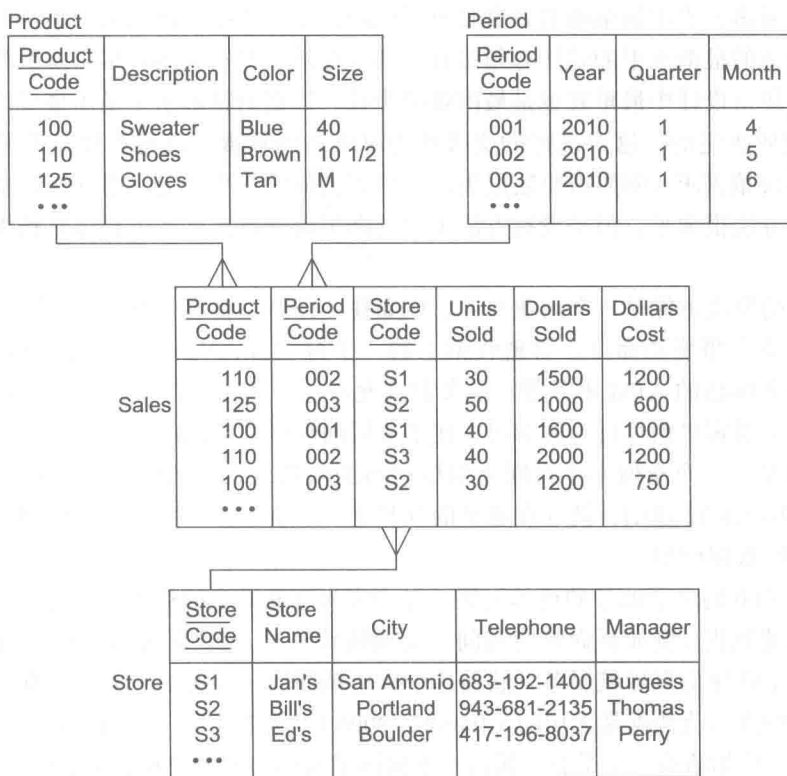 Product
Product Code Description Color Size
100 Sweater Blue 40
110 Shoes Brown 10 1/2
125 Gloves Tan M
•••
Period
Period Code Year Quarter Month
001 2010 1 4
002 2010 1 5
003 2010 1 6
•••
Sales
Product Code Period Code Store Code Units Sold Dollars Sold Dollars Cost
110 002 S1 30 1500 1200
125 003 S2 50 1000 600
100 001 S1 40 1600 1000
110 002 S3 40 2000 1200
100 003 S2 30 1200 750
•••
Store
Store Code Store Name City Telephone Manager
S1 Jan's San Antonio 683-192-1400 Burgess
S2 Bill's Portland 943-681-2135 Thomas
S3 Ed's Boulder 417-196-8037 Perry
•••